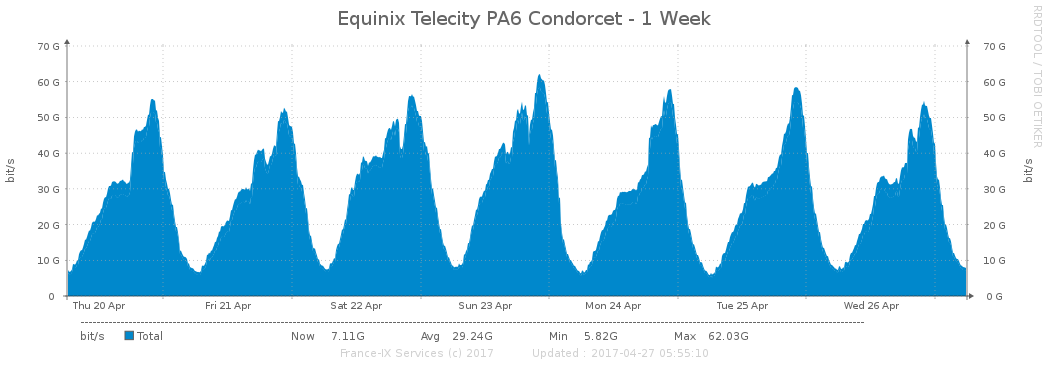 Equinix Telecity PA6 Condorcet - 1 Week
RRDTOOL / TOBI OETIKER
bit/s
70 G
60 G
50 G
40 G
30 G
20 G
10 G
0
70 G
60 G
50 G
40 G
30 G
20 G
10 G
0 G
bit/s
Thu 20 Apr Fri 21 Apr Sat 22 Apr Sun 23 Apr Mon 24 Apr Tue 25 Apr Wed 26 Apr
bit/s Total Now 7.11G Avg 29.24G Min 5.82G Max 62.03G
France-IX Services (c) 2017 Updated : 2017-04-27 05:55:10